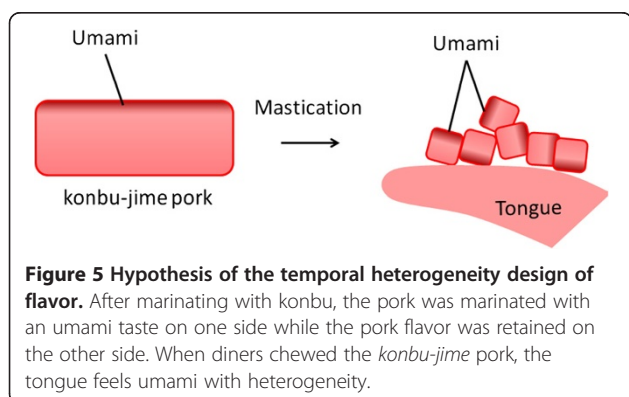 Umami
Umami
Mastication
konbu-jime pork
Tongue
Figure 5 Hypothesis of the temporal heterogeneity design of
flavor. After marinating with konbu, the pork was marinated with
an umami taste on one side while the pork flavor was retained on
the other side. When diners chewed the konbu-jime pork, the
tongue feels umami with heterogeneity.